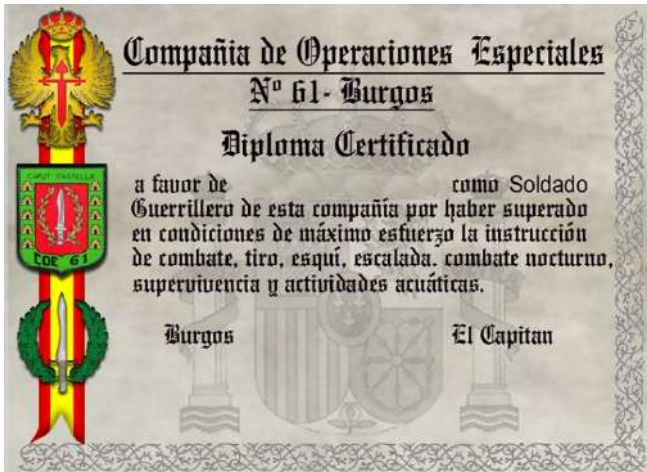 Compañia de Operaciones Especiales
Nº 61- Burgos
Diploma Certificado
a favor de como Soldado
Guerrillero de esta compañía por haber superado
en condiciones de máximo esfuerzo la instrucción
de combate, tiro, esquí, escalada. combate nocturno,
supervivencia y actividades acuáticas.
Burgos El Capitan
CAPUT CASTELLA
COE 61